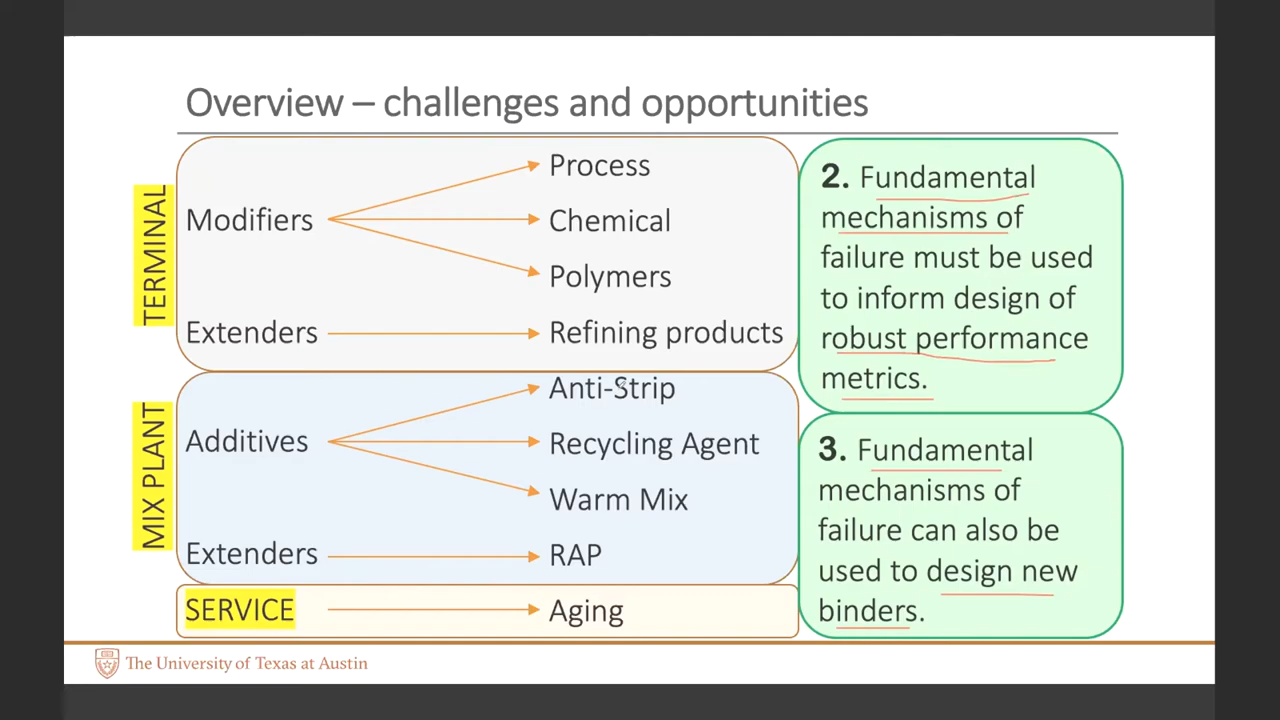 Overview – challenges and opportunities
TERMINAL
Modifiers
Process
Chemical
Polymers
Extenders
Refining products
MIX PLANT
Additives
Anti-Strip
Recycling Agent
Warm Mix
Extenders
RAP
SERVICE
Aging
2. Fundamental
mechanisms of
failure must be used
to inform design of
robust performance
metrics.
3. Fundamental
mechanisms of
failure can also be
used to design new
binders.
The University of Texas at Austin